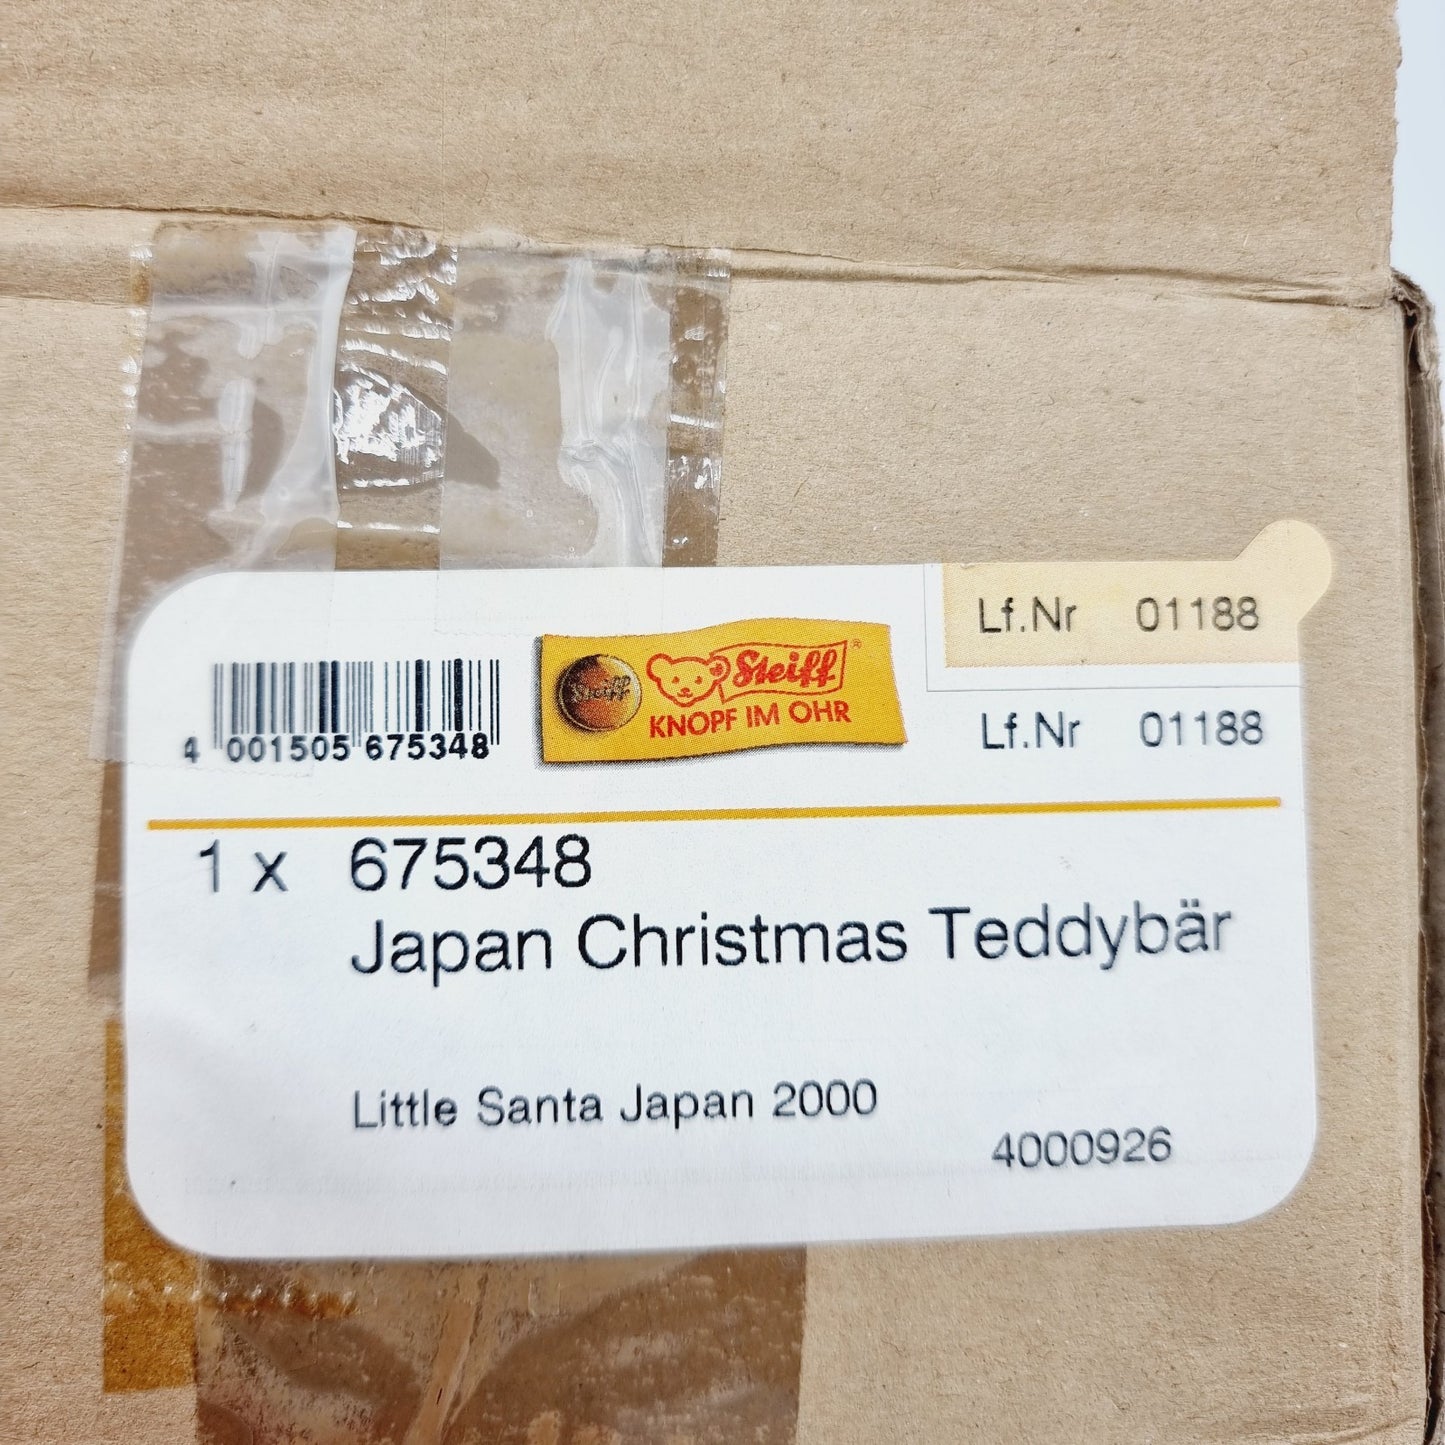 Lf.Nr 01188
Steiff
Steiff®
KNOPF IM OHR
Lf.Nr 01188
4 001505 675348
1 x 675348
Japan Christmas Teddybär
Little Santa Japan 2000
4000926